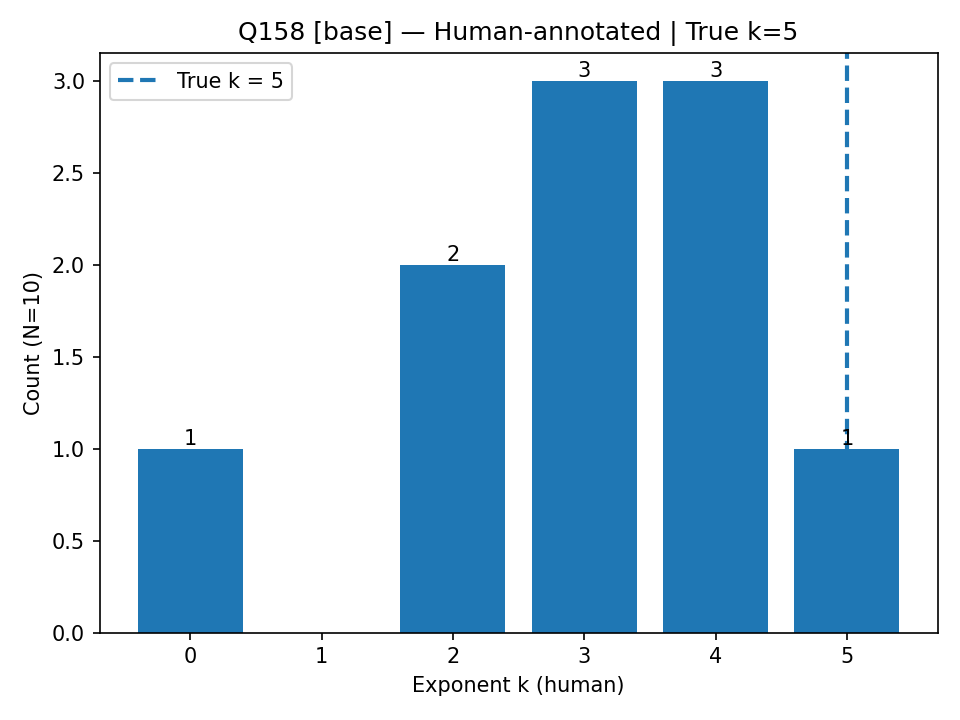 Q158 [base] — Human-annotated | True k=5
True k = 5
3.0
2.5
2.0
1.5
1.0
0.5
0.0
Count (N=10)
1
2
3
3
1
0 1 2 3 4 5
Exponent k (human)